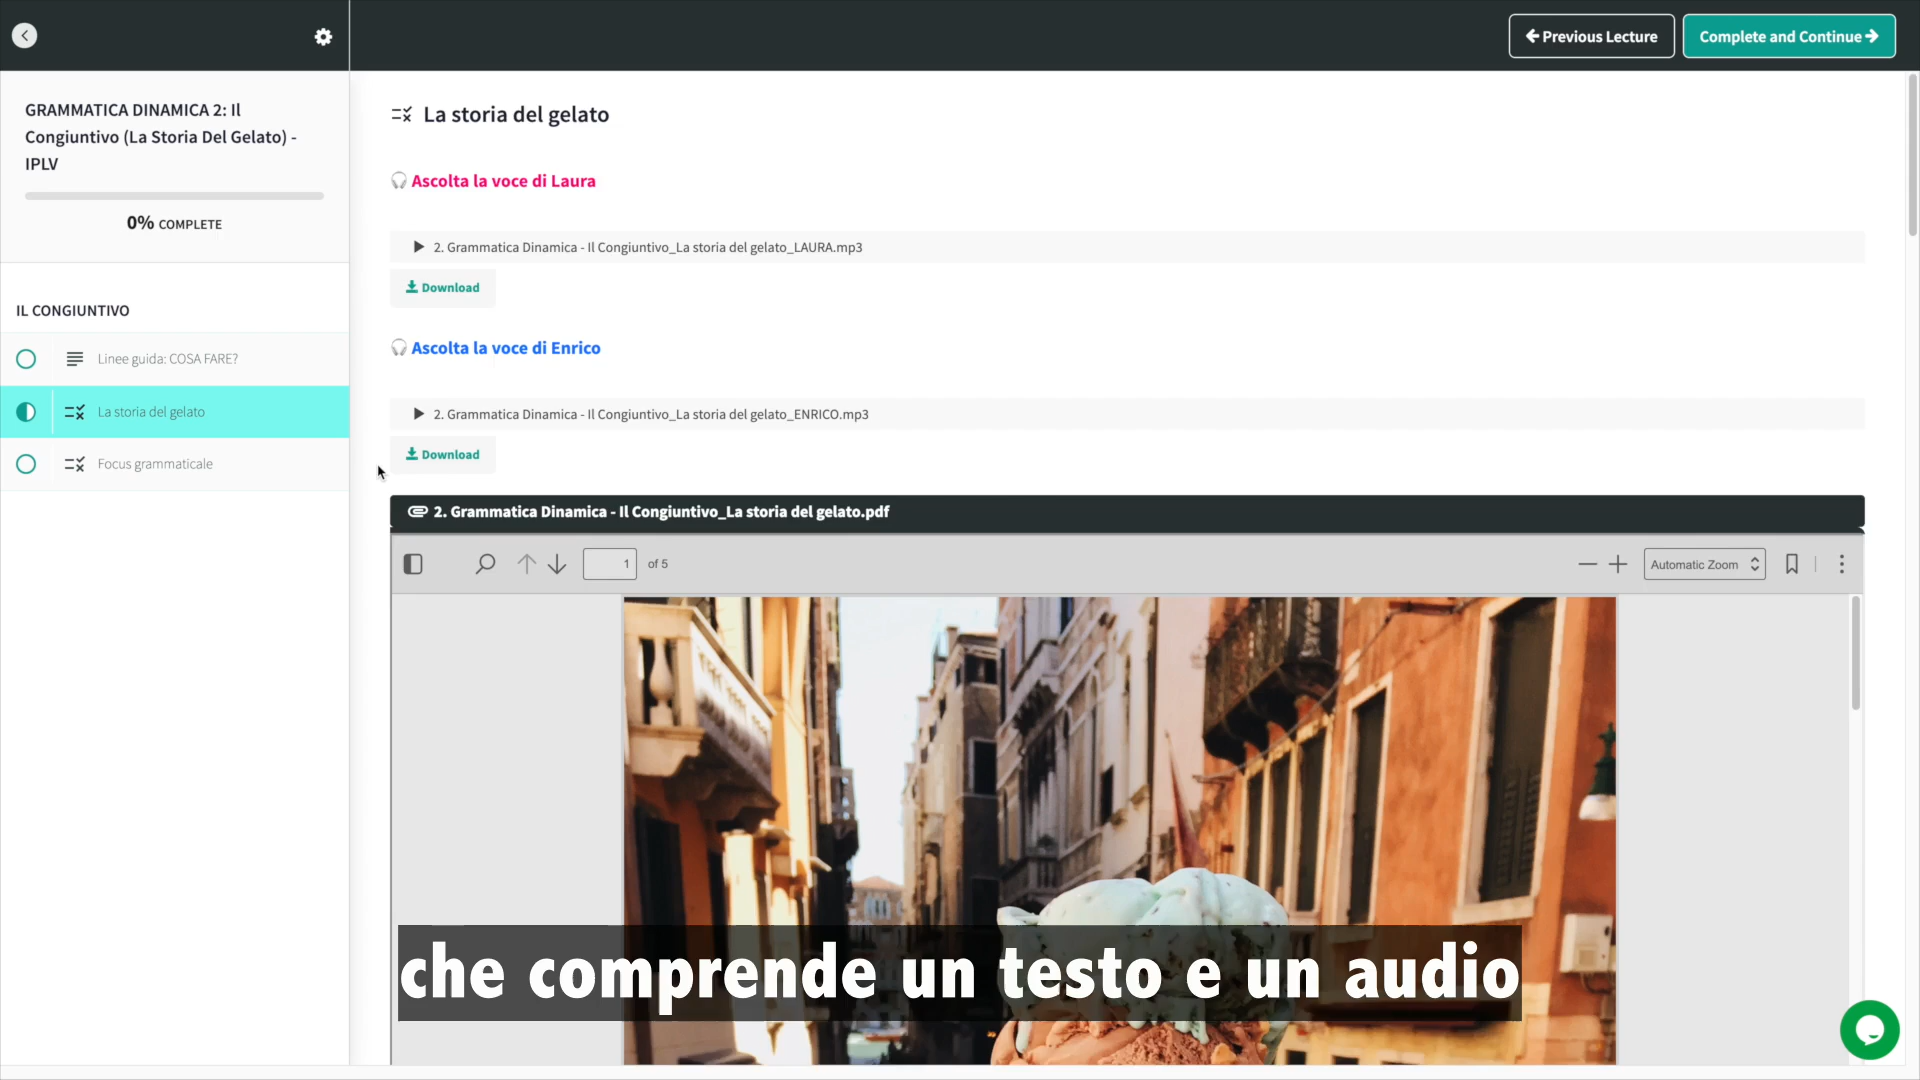 Previous Lecture
Complete and Continue
GRAMMATICA DINAMICA 2: Il
Congiuntivo (La Storia Del Gelato) -
IPLV
0% COMPLETE
IL CONGIUNTIVO
Linee guida: COSA FARE?
La storia del gelato
Focus grammaticale
La storia del gelato
Ascolta la voce di Laura
2. Grammatica Dinamica - Il Congiuntivo_La storia del gelato_LAURA.mp3
Download
Ascolta la voce di Enrico
2. Grammatica Dinamica - Il Congiuntivo_La storia del gelato_ENRICO.mp3
Download
2. Grammatica Dinamica - Il Congiuntivo_La storia del gelato.pdf
1 of 5
Automatic Zoom
che comprende un testo e un audio